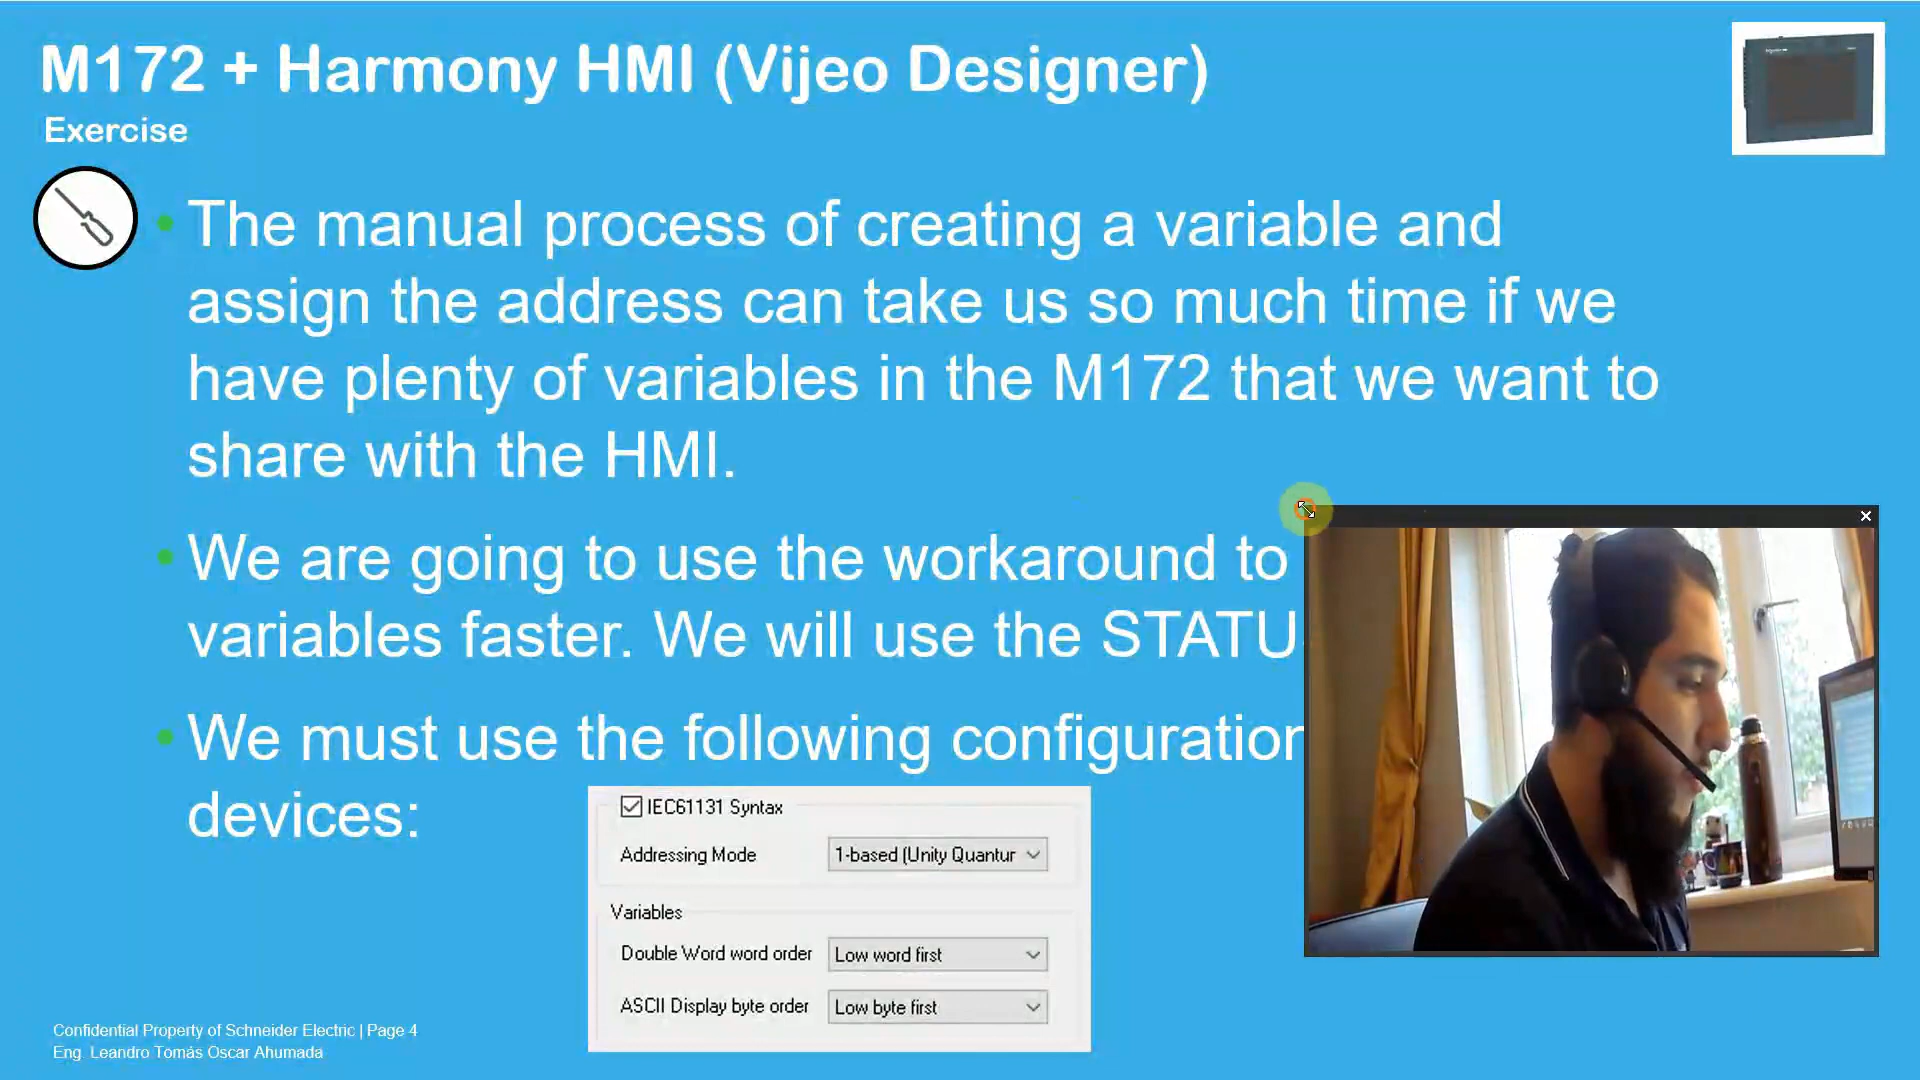 M172 + Harmony HMI (Vijeo Designer)
Exercise
The manual process of creating a variable and
assign the address can take us so much time if we
have plenty of variables in the M172 that we want to
share with the HMI.
We are going to use the workaround to
variables faster. We will use the STATU
We must use the following configuration
devices:
IEC61131 Syntax
Addressing Mode 1-based (Unity Quantur
Variables
Double Word word order Low word first
ASCII Display byte order Low byte first
Confidential Property of Schneider Electric | Page 4
Eng. Leandro Tomás Oscar Ahumada